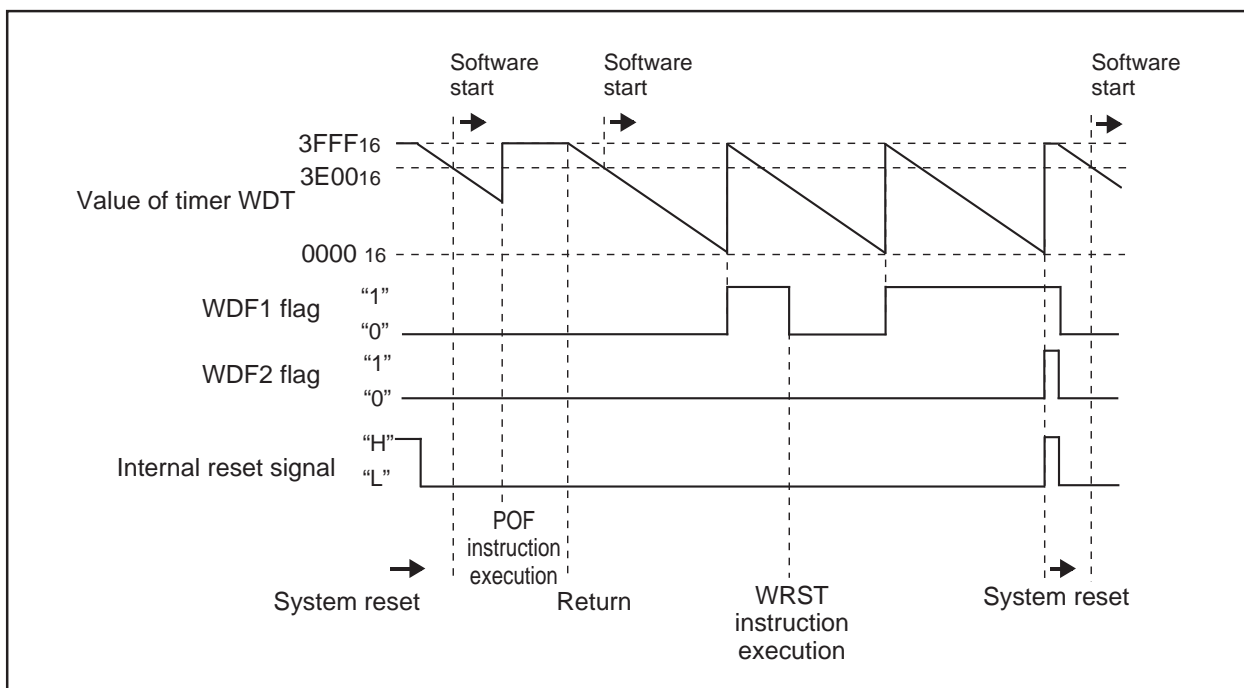 Software
start
Software
start
Software
start
3FFF16
3E0016
Value of timer WDT
0000 16
“1”
WDF1 flag
“0”
“1”
WDF2 flag
“0”
“H”
Internal reset signal
“L”
POF
instruction
execution
System reset
Return
WRST
instruction
execution
System reset